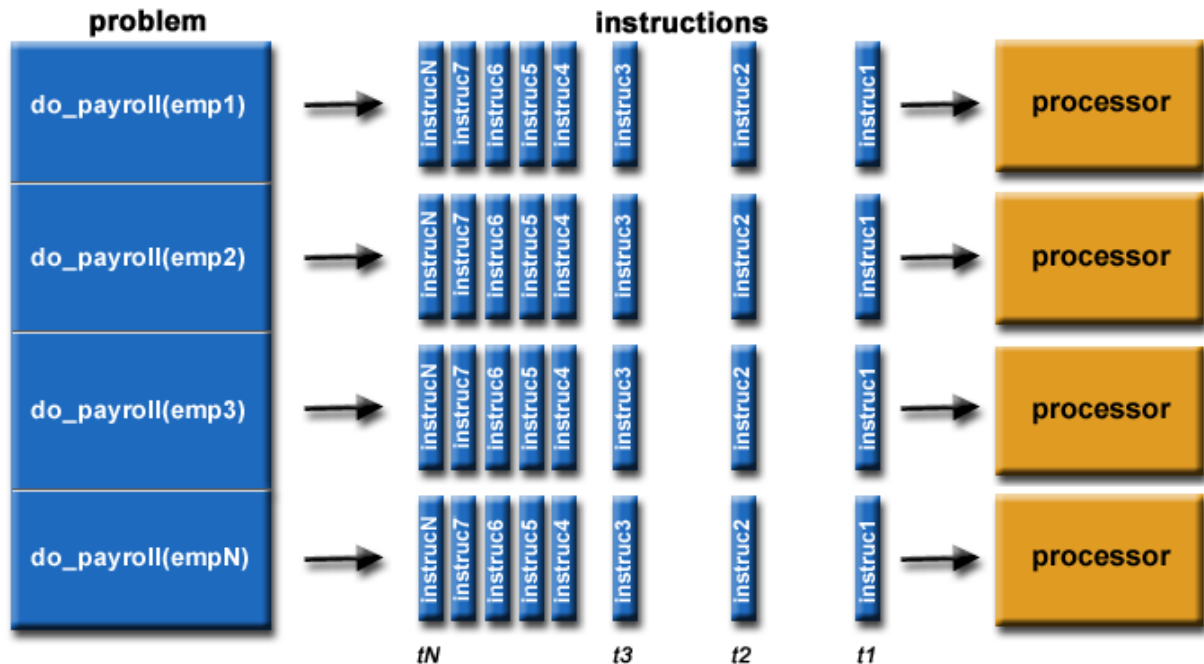 problem
instructions
do_payroll(emp1)
instrucN
instruc7
instruc6
instruc5
instruc4
instruc3
instruc2
instruc1
processor
do_payroll(emp2)
instrucN
instruc7
instruc6
instruc5
instruc4
instruc3
instruc2
instruc1
processor
do_payroll(emp3)
instrucN
instruc7
instruc6
instruc5
instruc4
instruc3
instruc2
instruc1
processor
do_payroll(empN)
instrucN
instruc7
instruc6
instruc5
instruc4
instruc3
instruc2
instruc1
processor
tN
t3
t2
t1